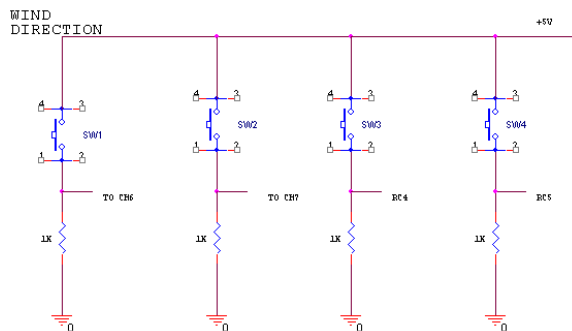 WIND
DIRECTION
+5V
4 3 4 3 4 3 4 3
SW1 SW2 SW3 SW4
1 2 1 2 1 2 1 2
TO CH6 TO CH7 RC4 RC5
1K 1K 1K 1K
0 0 0 0